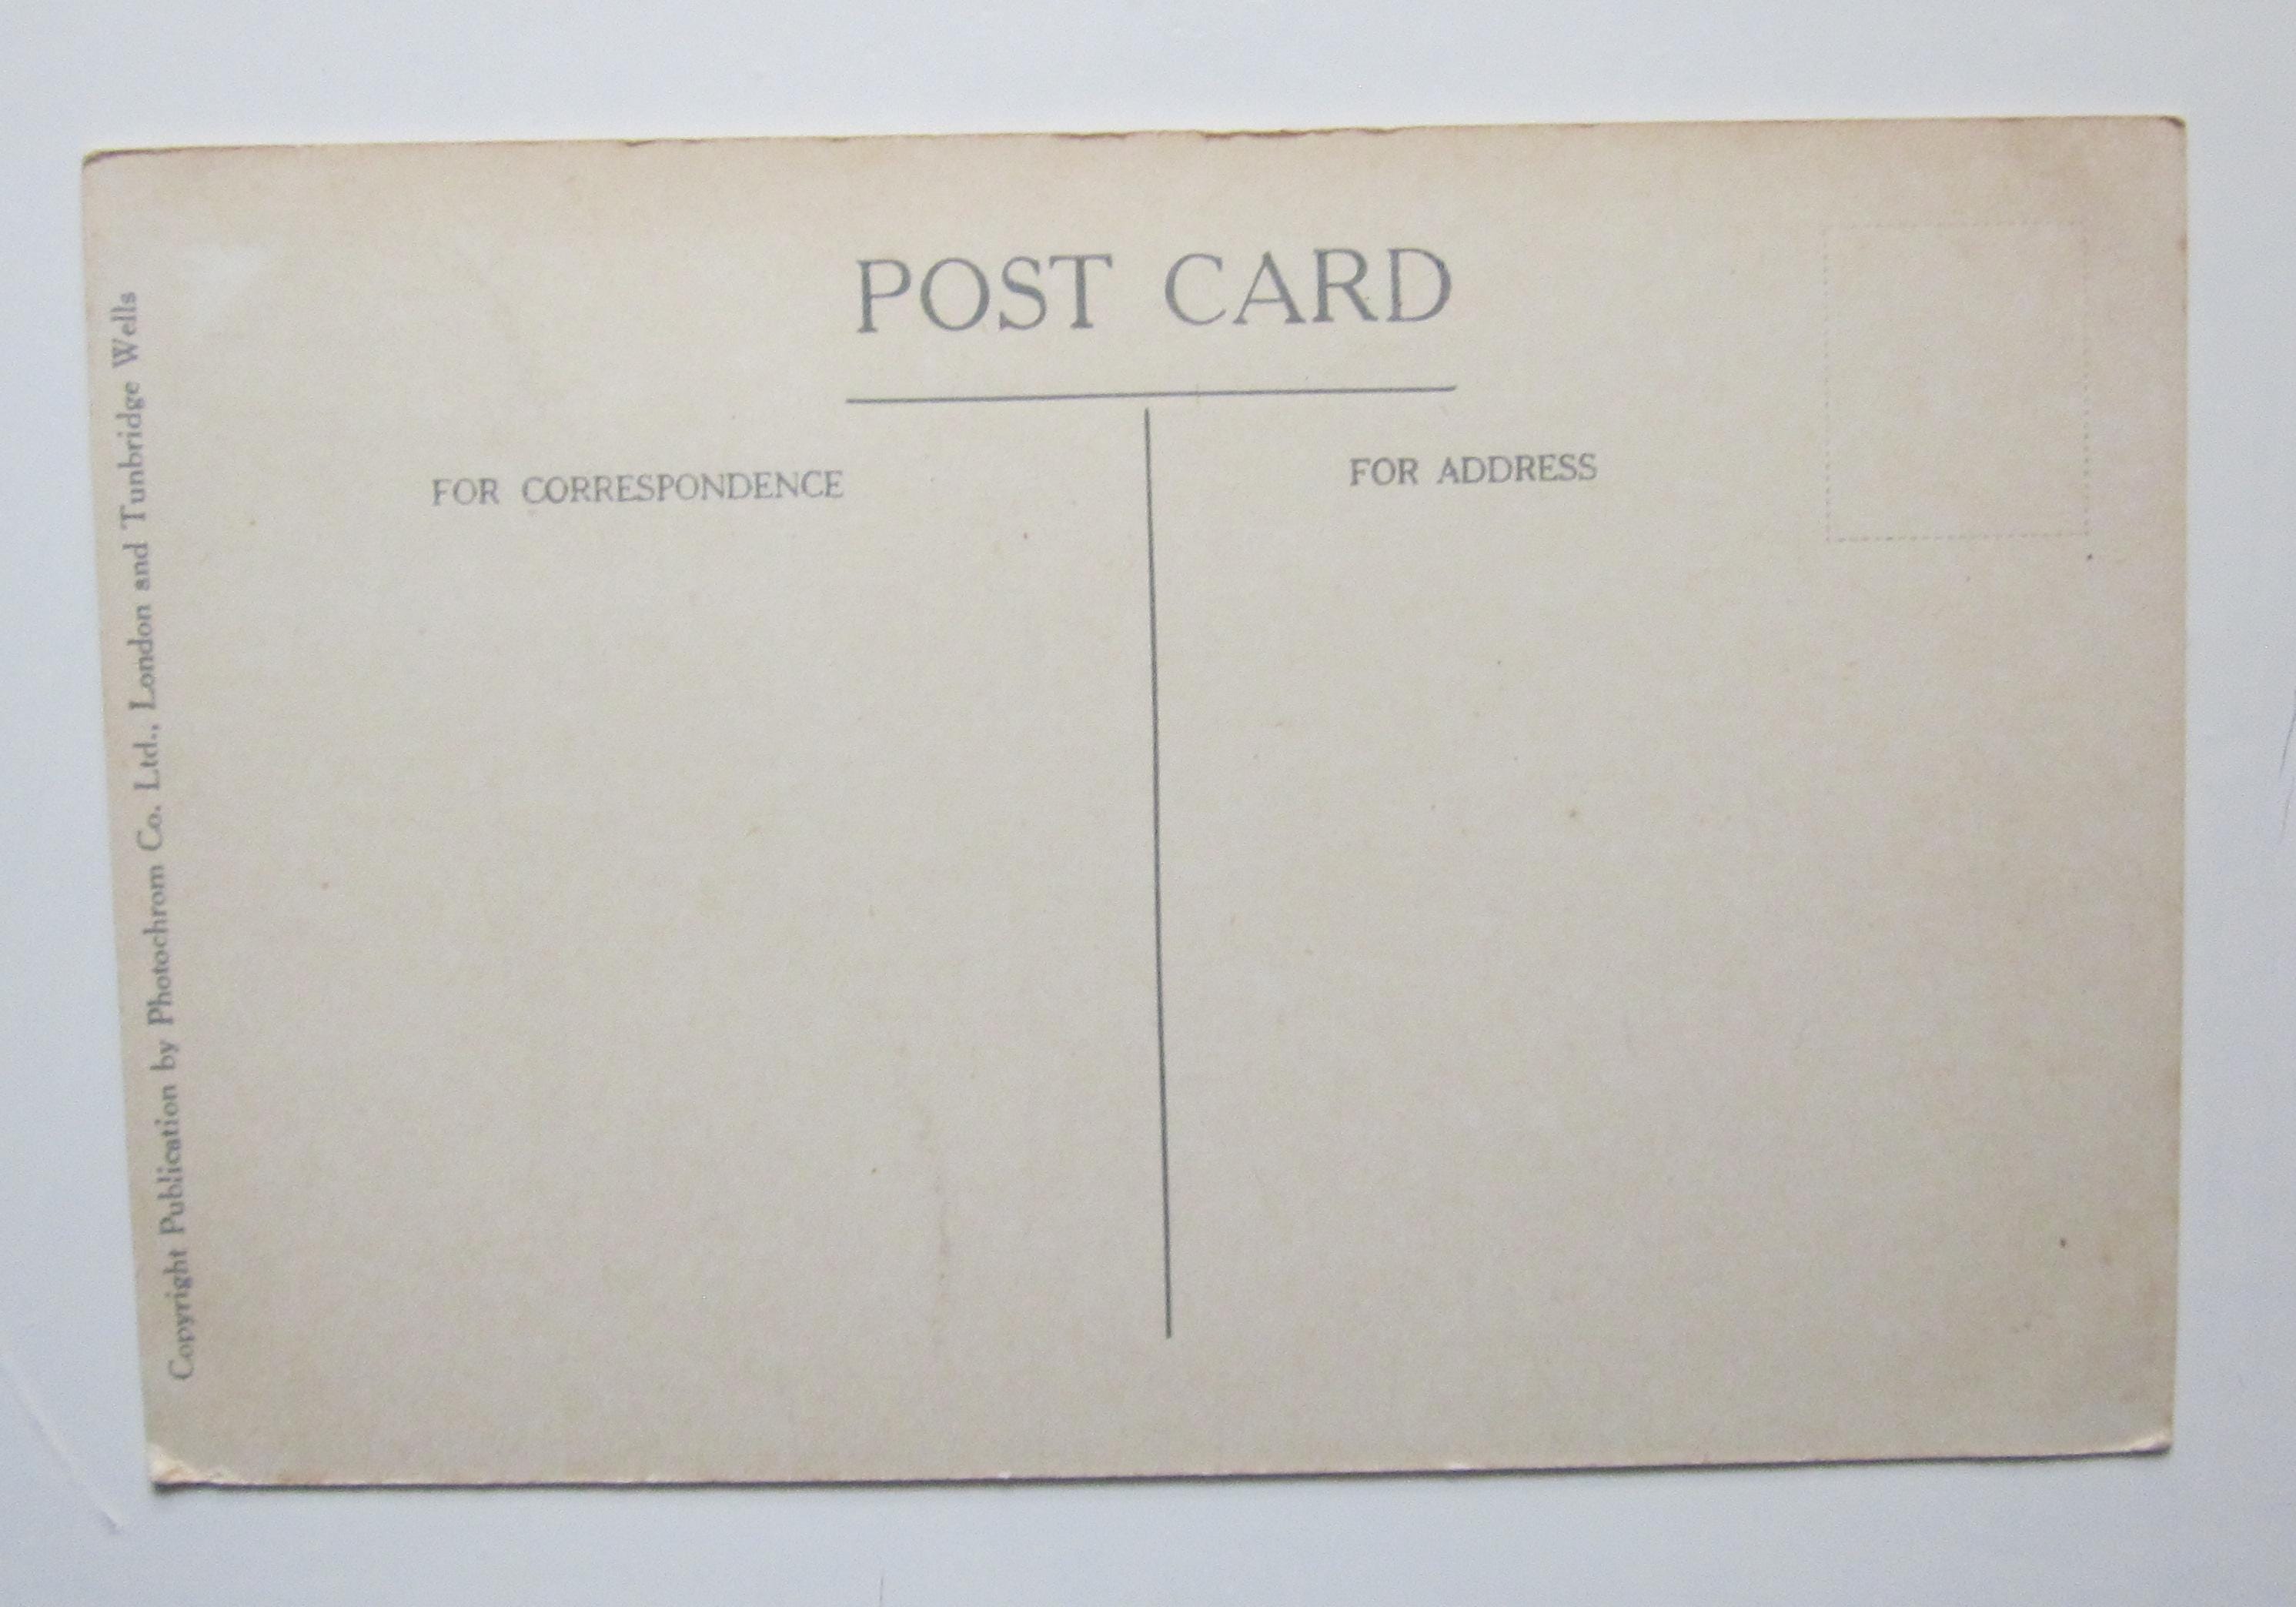 POST CARD
FOR CORRESPONDENCE
FOR ADDRESS
Copyright Publication by Photochrom Co. Ltd., London and Tunbridge Wells